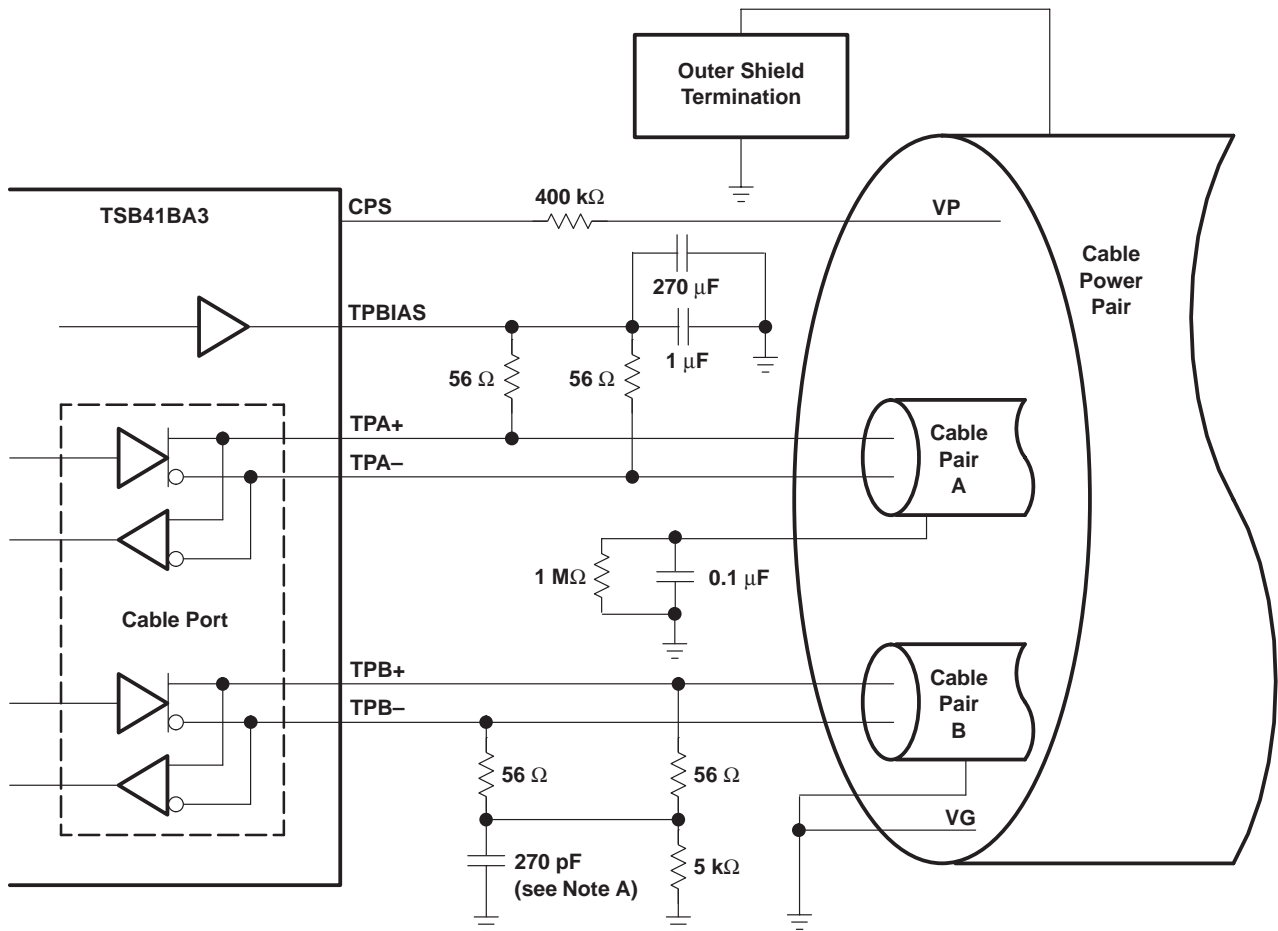 Outer Shield
Termination
TSB41BA3
CPS
400 kΩ
VP
Cable
Power
Pair
270 μF
TPBIAS
1 μF
56 Ω
56 Ω
TPA+
TPA–
Cable
Pair
A
1 MΩ
0.1 μF
Cable Port
TPB+
TPB–
Cable
Pair
B
56 Ω
56 Ω
VG
270 pF
(see Note A)
5 kΩ